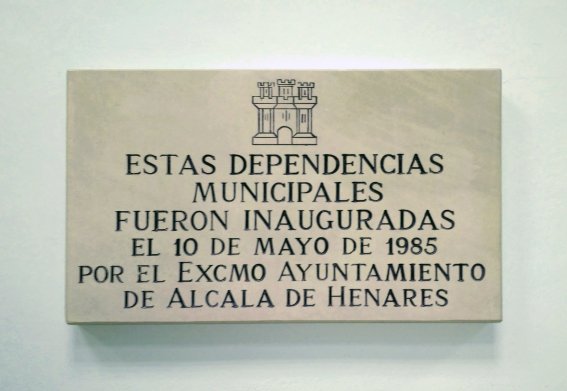 ESTAS DEPENDENCIAS
MUNICIPALES
FUERON INAUGURADAS
EL 10 DE MAYO DE 1985
POR EL EXCMO AYUNTAMIENTO
DE ALCALA DE HENARES